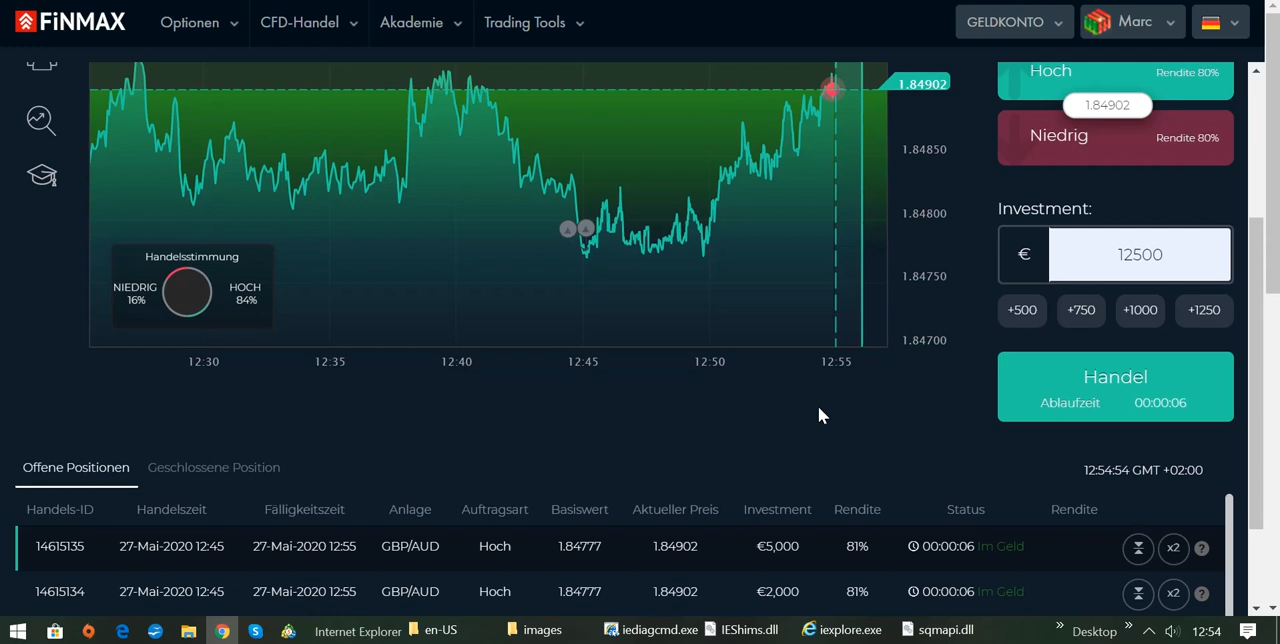 FiNMAX Optionen CFD-Handel Akademie Trading Tools GELDKONTO Marc
1.84902
1.84850
1.84800
1.84750
1.84700
Handelsstimmung
NIEDRIG HOCH
16% 84%
12:30 12:35 12:40 12:45 12:50 12:55
Hoch Rendite 80%
1.84902
Niedrig Rendite 80%
Investment:
€ 12500
+500 +750 +1000 +1250
Handel
Ablaufzeit 00:00:06
Offene Positionen Geschlossene Position 12:54:54 GMT +02:00
Handels-ID Handelszeit Fälligkeitszeit Anlage Auftragsart Basiswert Aktueller Preis Investment Rendite Status Rendite
14615135 27-Mai-2020 12:45 27-Mai-2020 12:55 GBP/AUD Hoch 1.84777 1.84902 €5,000 81% 00:00:06 Im Geld x2 ?
14615134 27-Mai-2020 12:45 27-Mai-2020 12:55 GBP/AUD Hoch 1.84777 1.84902 €2,000 81% 00:00:06 Im Geld x2 ?
Internet Explorer en-US images iediagcmd.exe IEShims.dll iexplore.exe sqmapi.dll » Desktop » 12:54